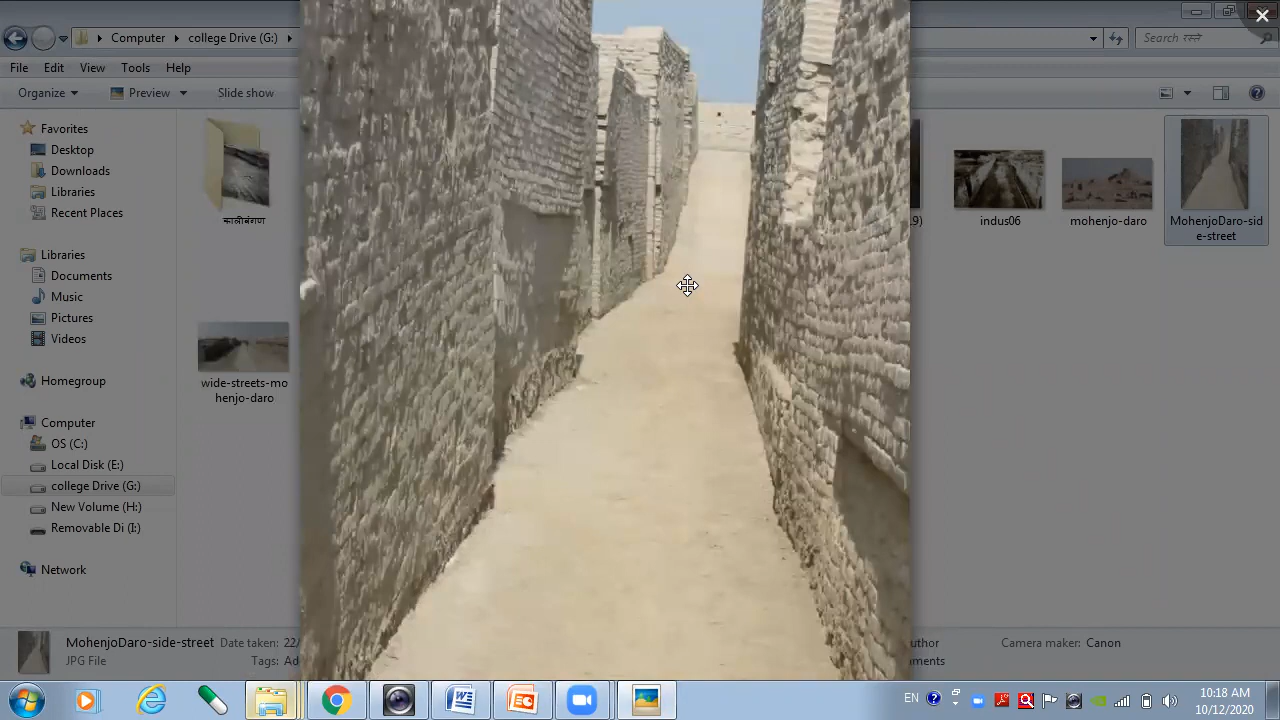 Computer college Drive (G:)
Search रस्ते
File Edit View Tools Help
Organize Preview Slide show
Favorites
Desktop
Downloads
Libraries
Recent Places
Libraries
Documents
Music
Pictures
Videos
Homegroup
Computer
OS (C:)
Local Disk (E:)
college Drive (G:)
New Volume (H:)
Removable Di (I:)
Network
कालीबंगण
wide-streets-mo
henjo-daro
indus06
mohenjo-daro
MohenjoDaro-sid
e-street
MohenjoDaro-side-street Date taken: 22/
Camera maker: Canon
JPG File
EN
10:18 AM
10/12/2020